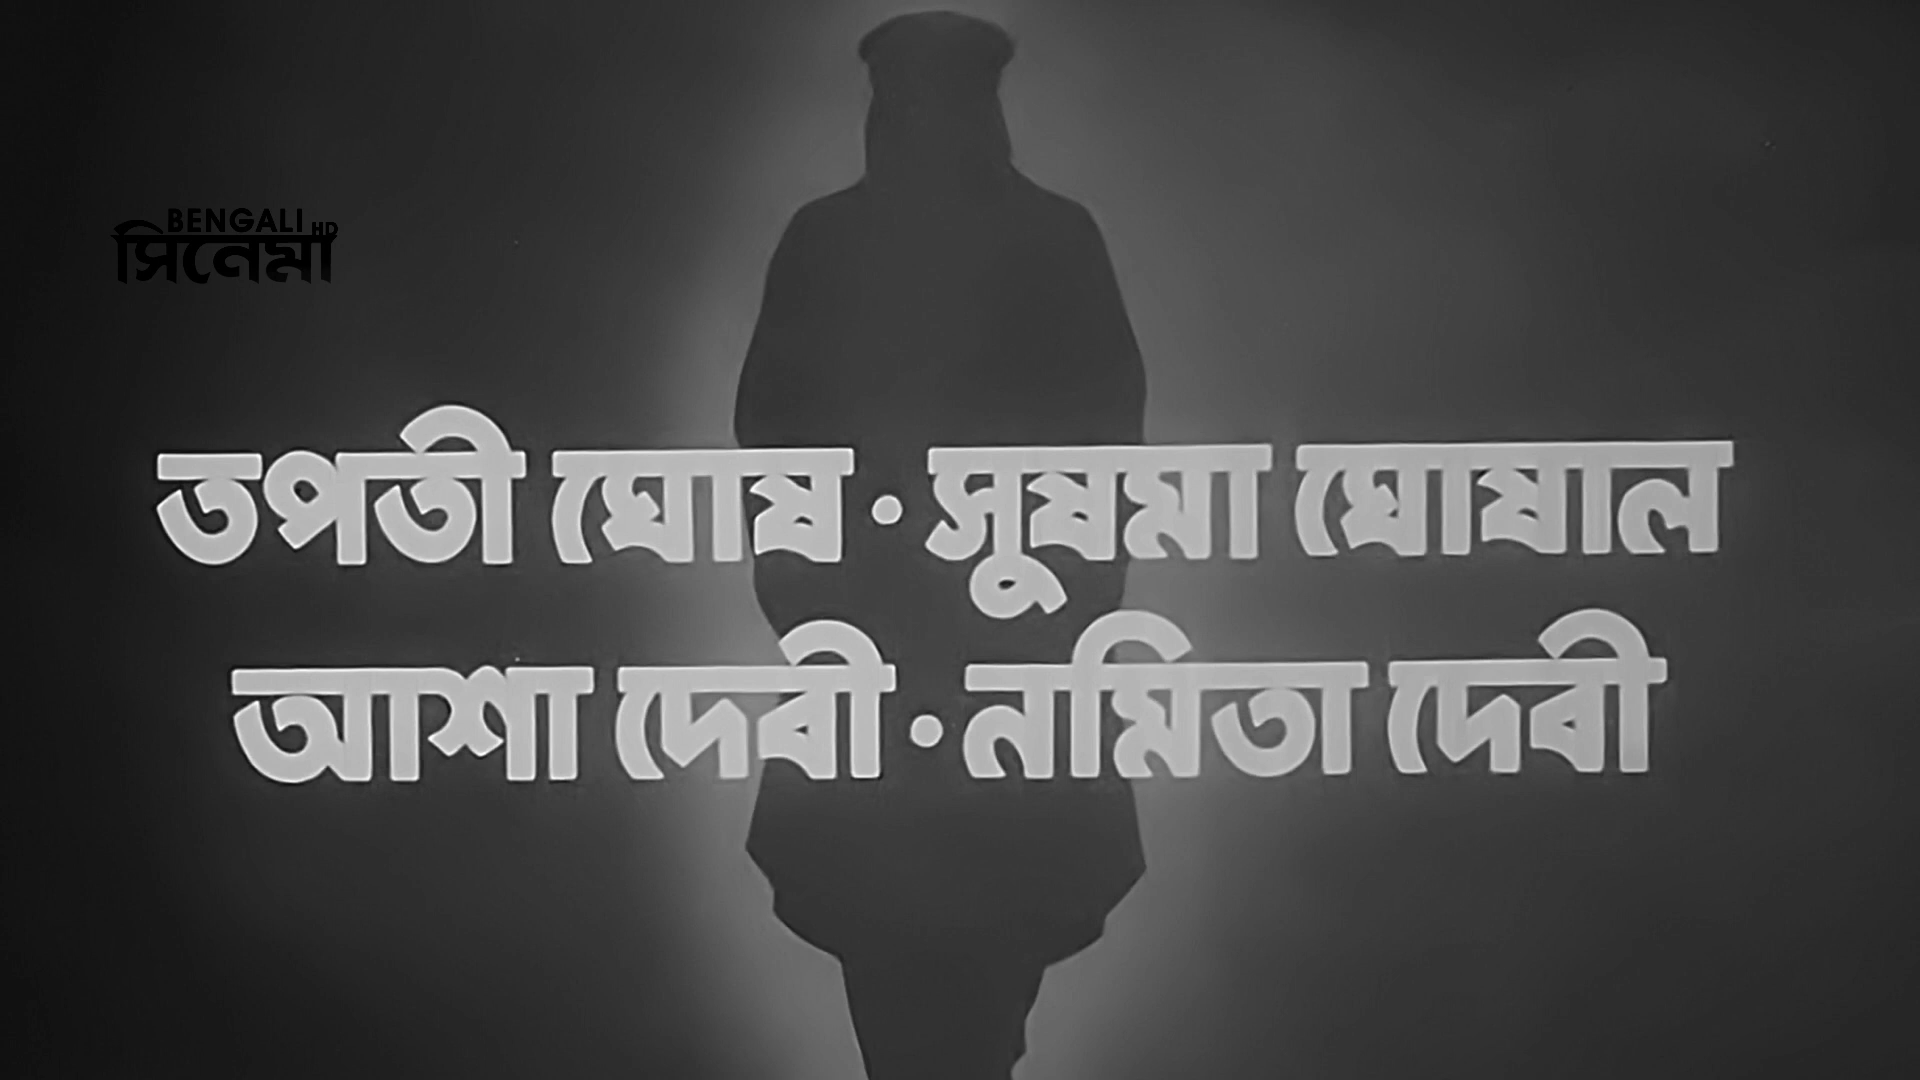 BENGALI HD
সিনেমা
তপতী ঘোষ • সুষমা ঘোষাল
আশা দেবী • নমিতা দেবী